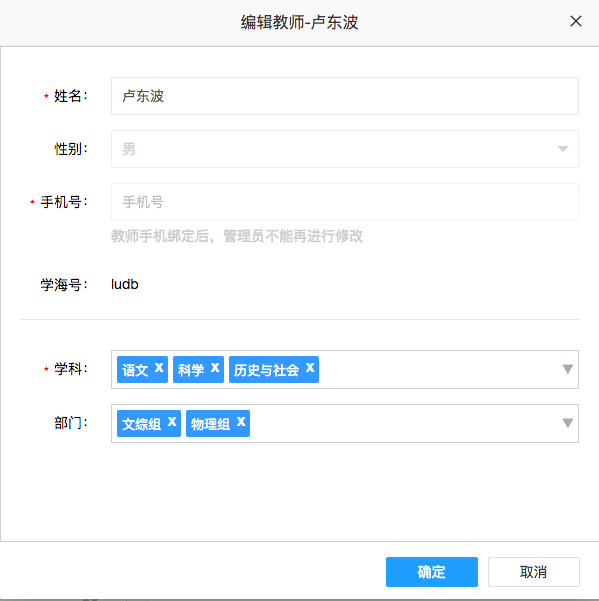 编辑教师-卢东波
* 姓名： 卢东波
性别： 男
* 手机号： 手机号
教师手机绑定后，管理员不能再进行修改
学海号： ludb
* 学科： 语文 x 科学 x 历史与社会 x
部门： 文综组 x 物理组 x
确定 取消